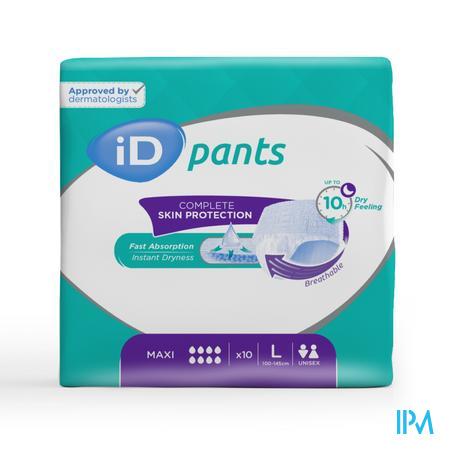 Approved by
dermatologists
iD pants
COMPLETE
SKIN PROTECTION
Fast Absorption
Instant Dryness
UP TO
10h
Dry
Feeling
Breathable
MAXI
x10
L
100-145cm
UNISEX
IPM